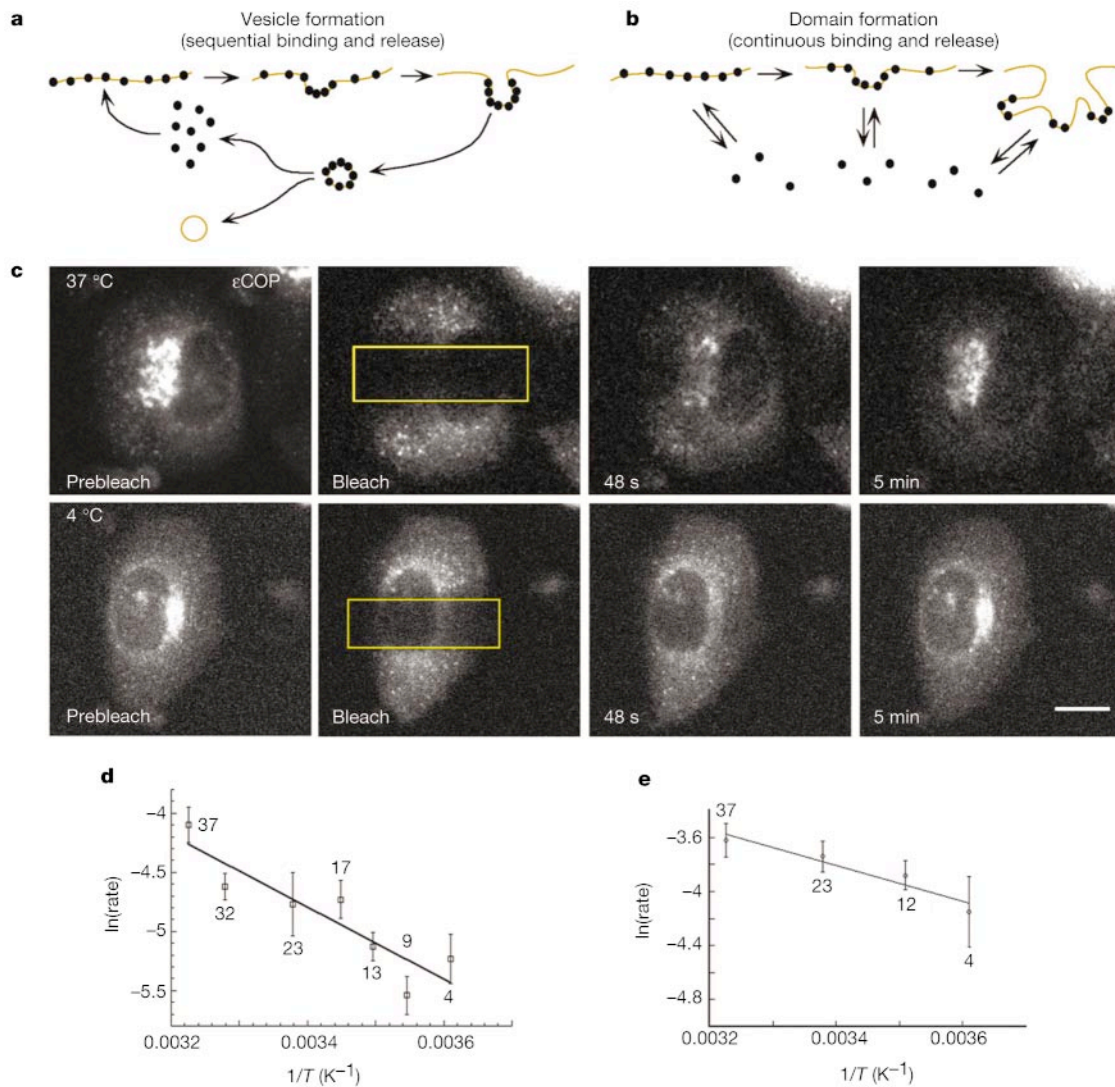 a
Vesicle formation
(sequential binding and release)
b
Domain formation
(continuous binding and release)
c
37 °C
εCOP
Prebleach
Bleach
48 s
5 min
4 °C
Prebleach
Bleach
48 s
5 min
d
–4
–4.5
–5
–5.5
ln(rate)
37
32
23
17
13
9
4
0.0032
0.0034
0.0036
1/T (K⁻¹)
e
–3.6
–4
–4.4
–4.8
ln(rate)
37
23
12
4
0.0032
0.0034
0.0036
1/T (K⁻¹)